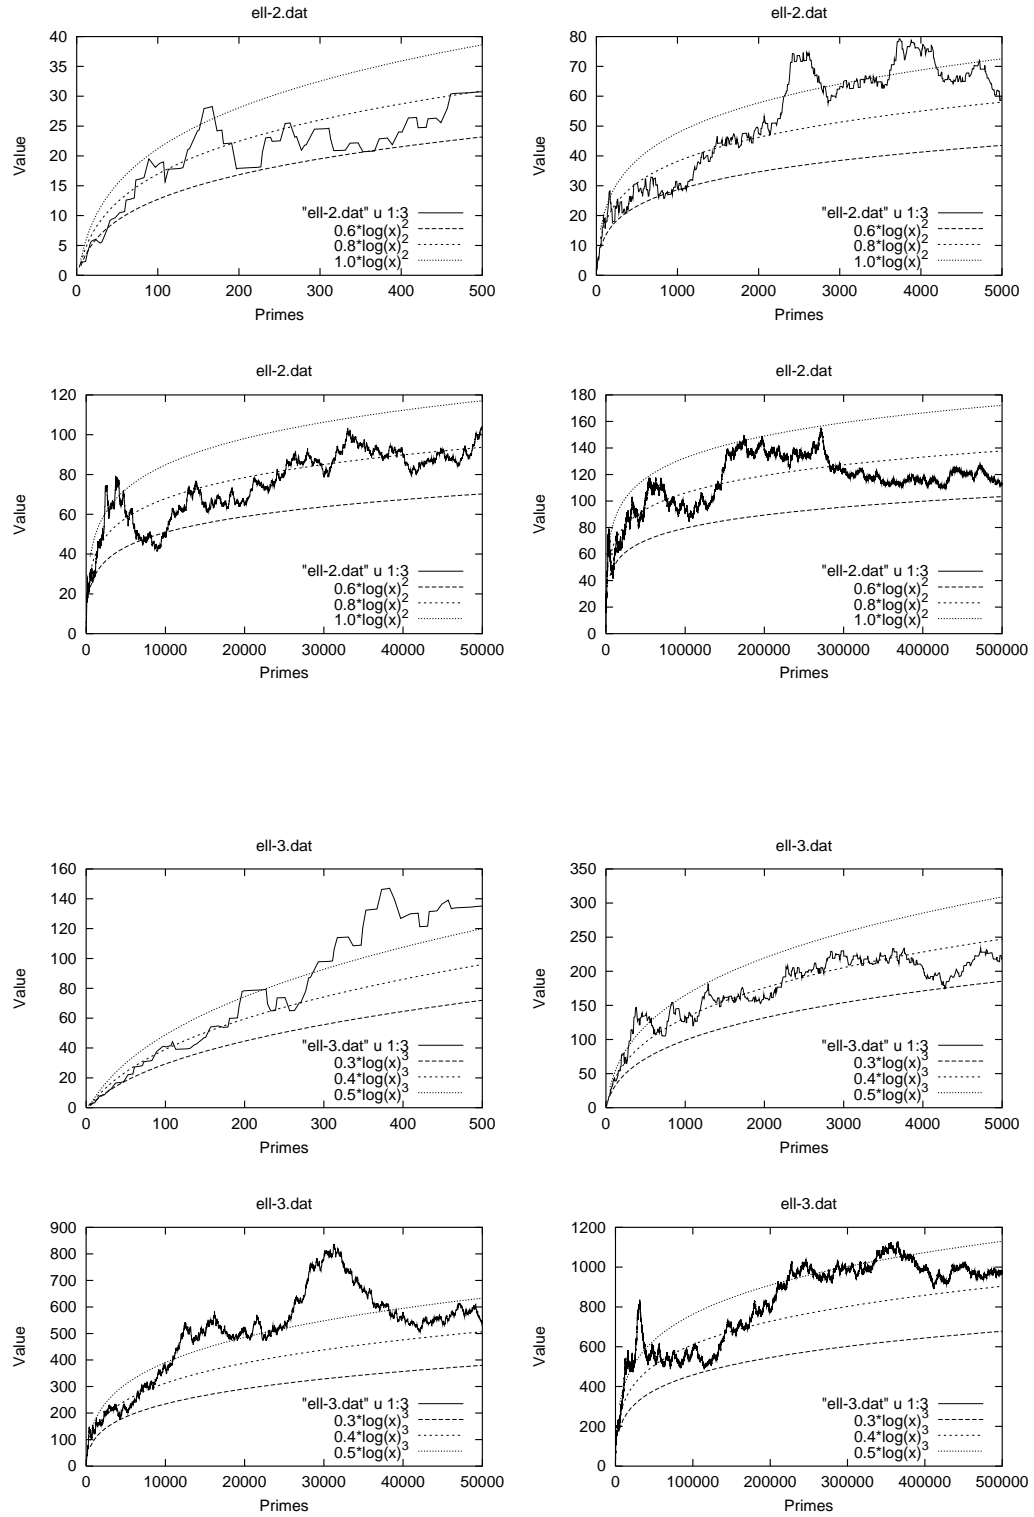 ell-2.dat
Value
40
35
30
25
20
15
10
5
0
"ell-2.dat" u 1:3
0.6*log(x)^2
0.8*log(x)^2
1.0*log(x)^2
0 100 200 300 400 500
Primes
ell-2.dat
Value
80
70
60
50
40
30
20
10
0
"ell-2.dat" u 1:3
0.6*log(x)^2
0.8*log(x)^2
1.0*log(x)^2
0 1000 2000 3000 4000 5000
Primes
ell-2.dat
Value
120
100
80
60
40
20
0
"ell-2.dat" u 1:3
0.6*log(x)^2
0.8*log(x)^2
1.0*log(x)^2
0 10000 20000 30000 40000 50000
Primes
ell-2.dat
Value
180
160
140
120
100
80
60
40
20
0
"ell-2.dat" u 1:3
0.6*log(x)^2
0.8*log(x)^2
1.0*log(x)^2
0 100000 200000 300000 400000 500000
Primes
ell-3.dat
Value
160
140
120
100
80
60
40
20
0
"ell-3.dat" u 1:3
0.3*log(x)^3
0.4*log(x)^3
0.5*log(x)^3
0 100 200 300 400 500
Primes
ell-3.dat
Value
350
300
250
200
150
100
50
0
"ell-3.dat" u 1:3
0.3*log(x)^3
0.4*log(x)^3
0.5*log(x)^3
0 1000 2000 3000 4000 5000
Primes
ell-3.dat
Value
900
800
700
600
500
400
300
200
100
0
"ell-3.dat" u 1:3
0.3*log(x)^3
0.4*log(x)^3
0.5*log(x)^3
0 10000 20000 30000 40000 50000
Primes
ell-3.dat
Value
1200
1000
800
600
400
200
0
"ell-3.dat" u 1:3
0.3*log(x)^3
0.4*log(x)^3
0.5*log(x)^3
0 100000 200000 300000 400000 500000
Primes